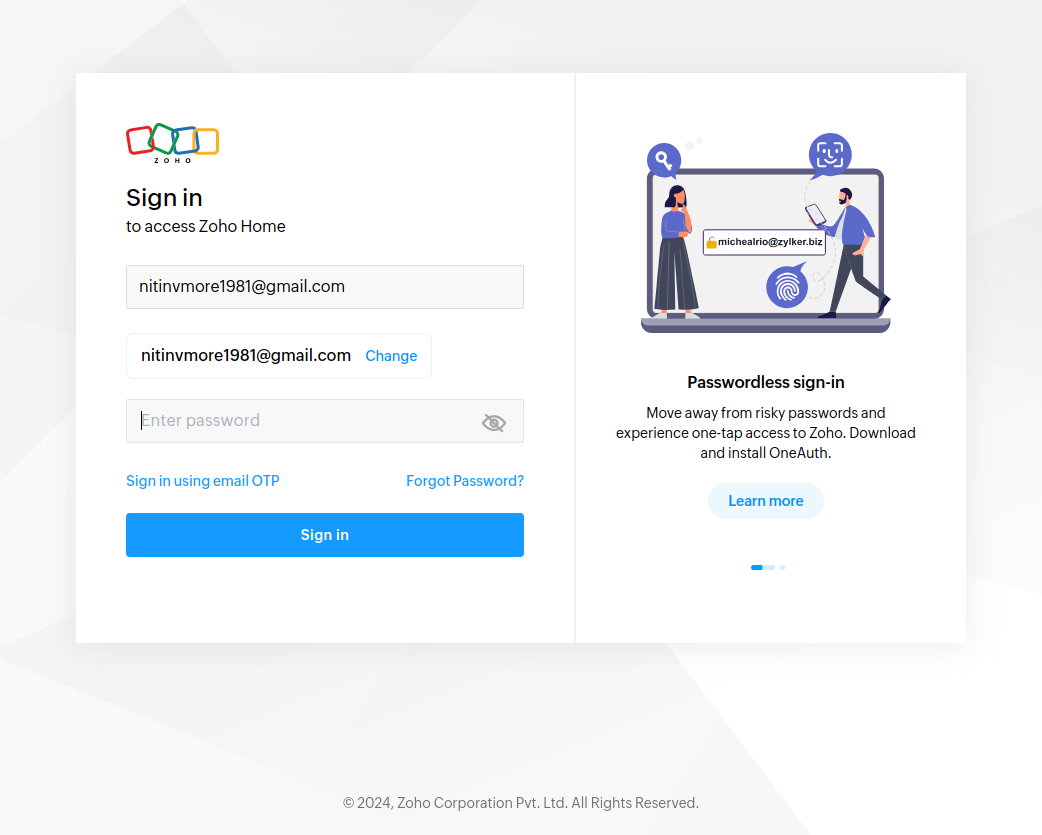 ZOHO
Sign in
to access Zoho Home
nitinvmore1981@gmail.com
nitinvmore1981@gmail.com Change
Enter password
Sign in using email OTP Forgot Password?
Sign in
michealrio@zylker.biz
Passwordless sign-in
Move away from risky passwords and
experience one-tap access to Zoho. Download
and install OneAuth.
Learn more
© 2024, Zoho Corporation Pvt. Ltd. All Rights Reserved.